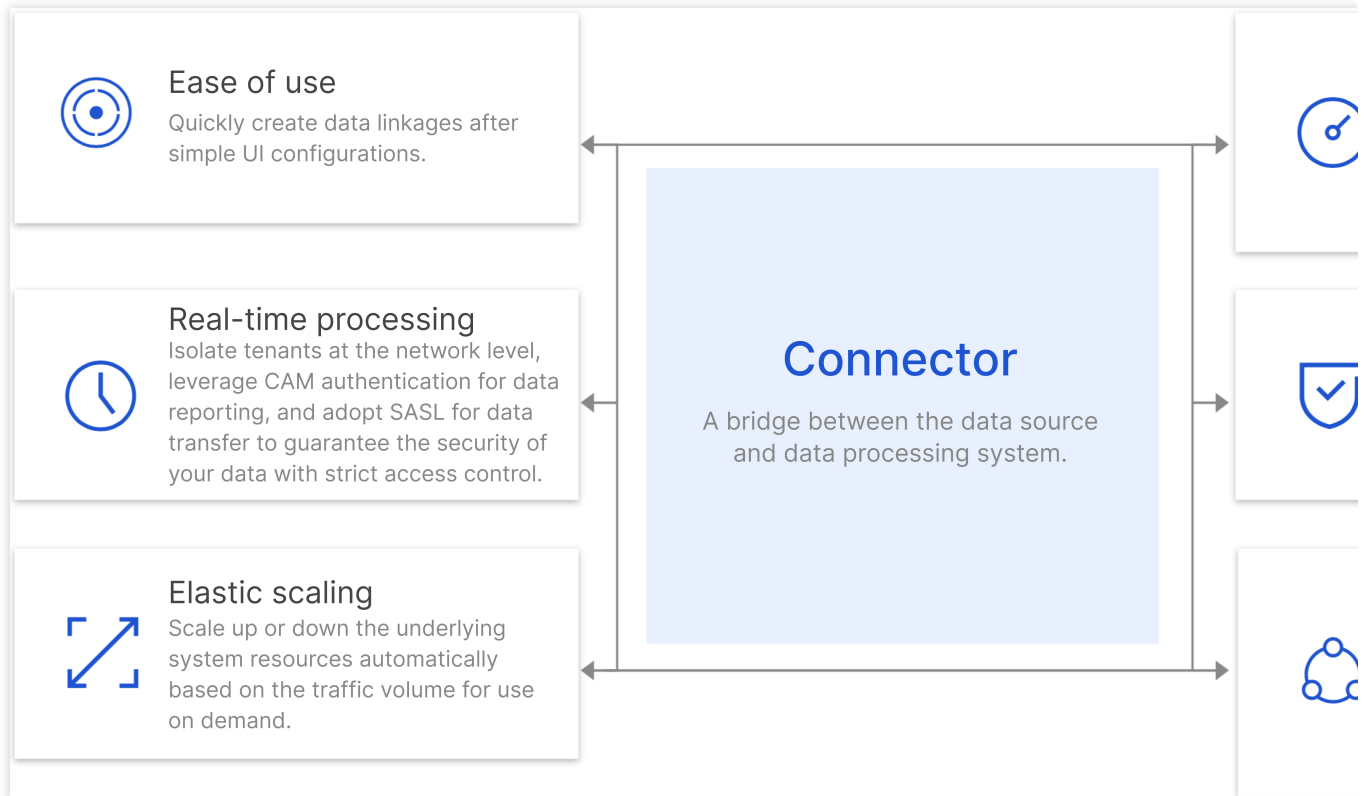 Ease of use
Quickly create data linkages after
simple UI configurations.
Real-time processing
Isolate tenants at the network level,
leverage CAM authentication for data
reporting, and adopt SASL for data
transfer to guarantee the security of
your data with strict access control.
Elastic scaling
Scale up or down the underlying
system resources automatically
based on the traffic volume for use
on demand.
Connector
A bridge between the data source
and data processing system.